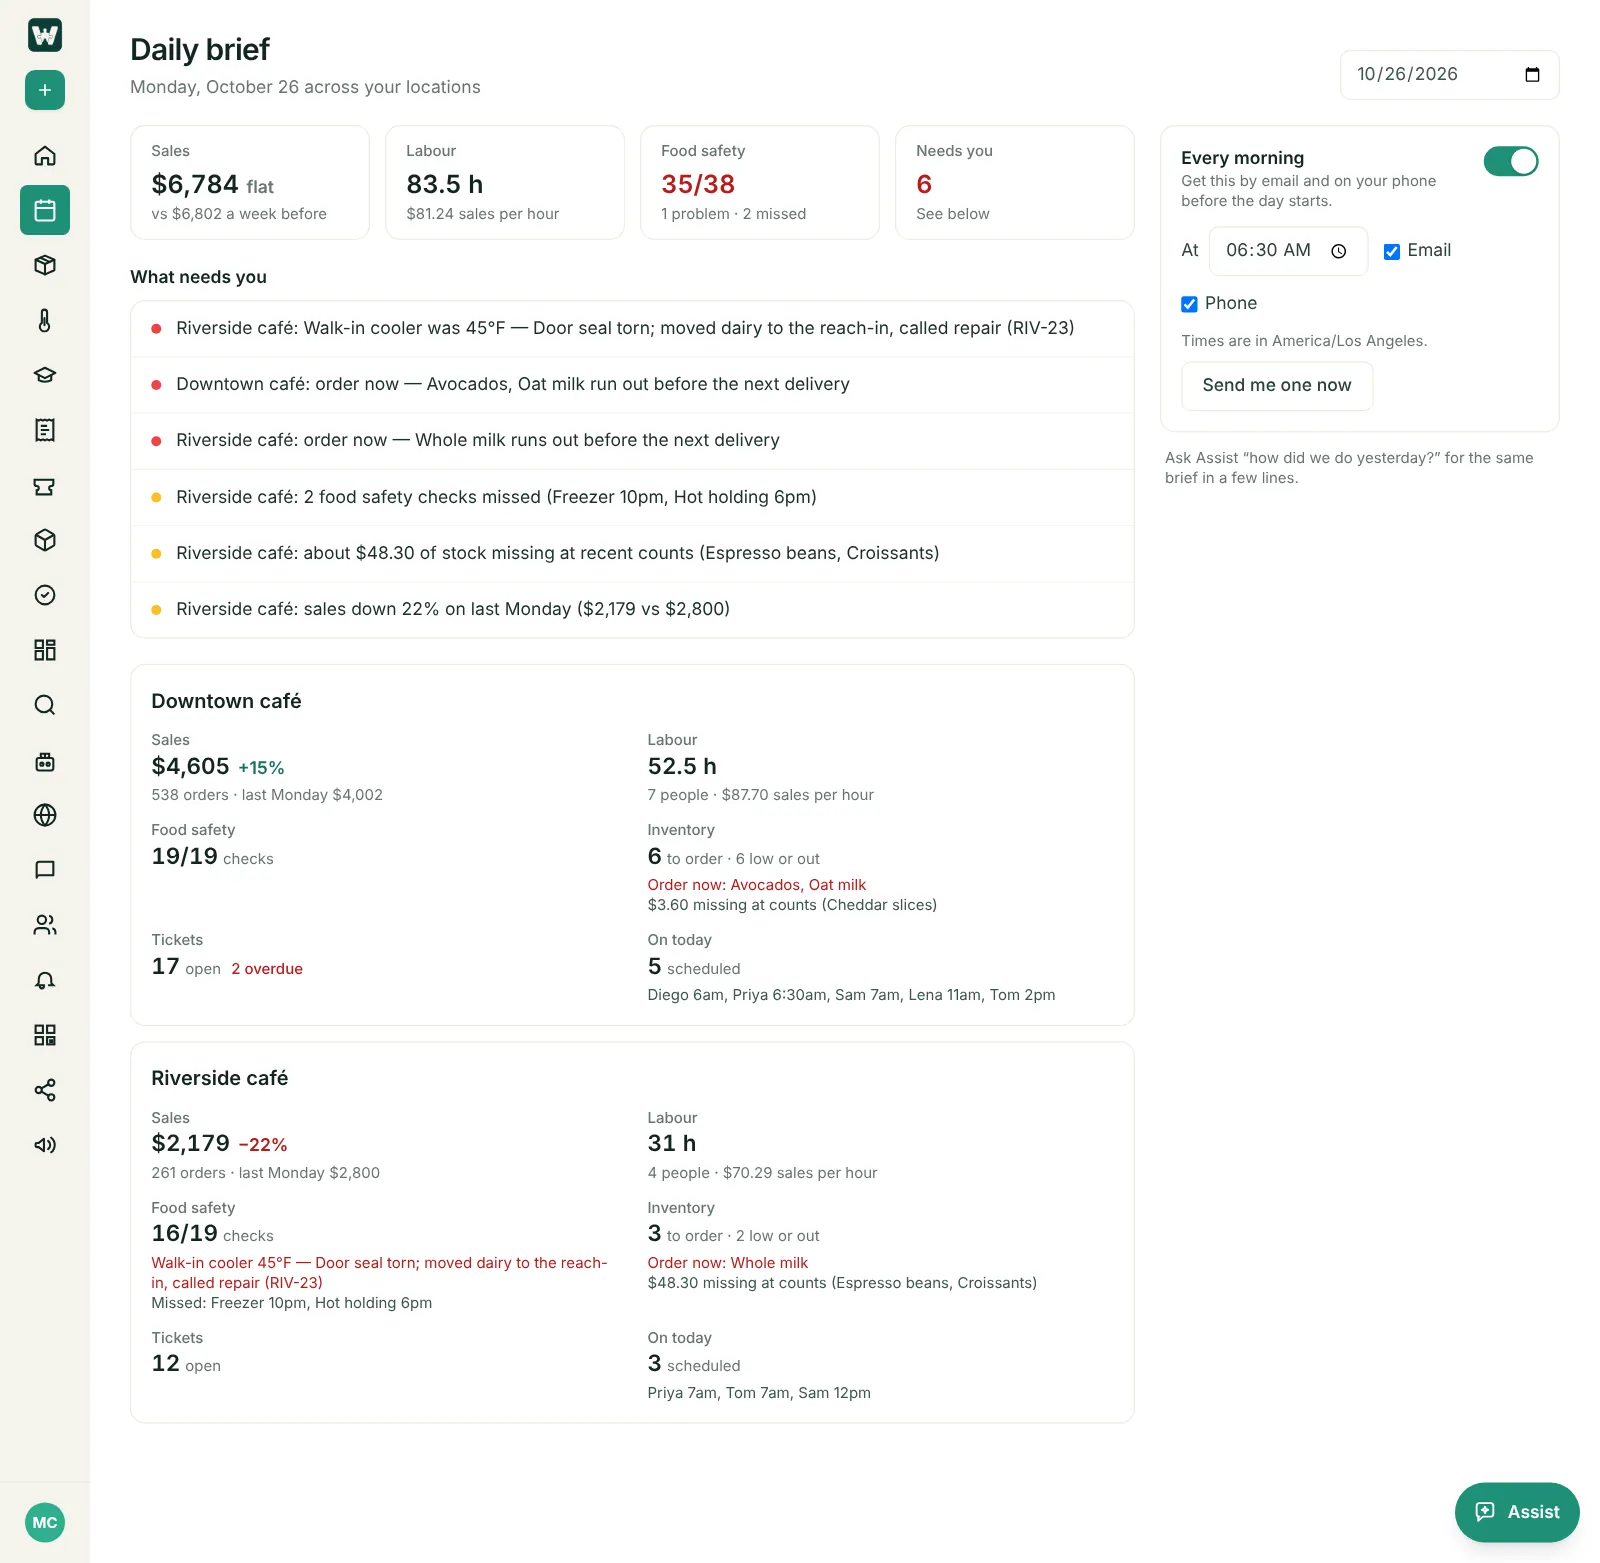 W
Daily brief
Monday, October 26 across your locations
10/26/2026
Sales
$6,784 flat
vs $6,802 a week before
Labour
83.5 h
$81.24 sales per hour
Food safety
35/38
1 problem · 2 missed
Needs you
6
See below
Every morning
Get this by email and on your phone
before the day starts.
At 06:30 AM Email
Phone
Times are in America/Los Angeles.
Send me one now
Ask Assist “how did we do yesterday?” for the same
brief in a few lines.
What needs you
Riverside café: Walk-in cooler was 45°F — Door seal torn; moved dairy to the reach-in, called repair (RIV-23)
Downtown café: order now — Avocados, Oat milk run out before the next delivery
Riverside café: order now — Whole milk runs out before the next delivery
Riverside café: 2 food safety checks missed (Freezer 10pm, Hot holding 6pm)
Riverside café: about $48.30 of stock missing at recent counts (Espresso beans, Croissants)
Riverside café: sales down 22% on last Monday ($2,179 vs $2,800)
Downtown café
Sales
$4,605 +15%
538 orders · last Monday $4,002
Labour
52.5 h
7 people · $87.70 sales per hour
Food safety
19/19 checks
Inventory
6 to order · 6 low or out
Order now: Avocados, Oat milk
$3.60 missing at counts (Cheddar slices)
Tickets
17 open 2 overdue
On today
5 scheduled
Diego 6am, Priya 6:30am, Sam 7am, Lena 11am, Tom 2pm
Riverside café
Sales
$2,179 −22%
261 orders · last Monday $2,800
Labour
31 h
4 people · $70.29 sales per hour
Food safety
16/19 checks
Walk-in cooler 45°F — Door seal torn; moved dairy to the reach-
in, called repair (RIV-23)
Missed: Freezer 10pm, Hot holding 6pm
Inventory
3 to order · 2 low or out
Order now: Whole milk
$48.30 missing at counts (Espresso beans, Croissants)
Tickets
12 open
On today
3 scheduled
Priya 7am, Tom 7am, Sam 12pm
MC
Assist